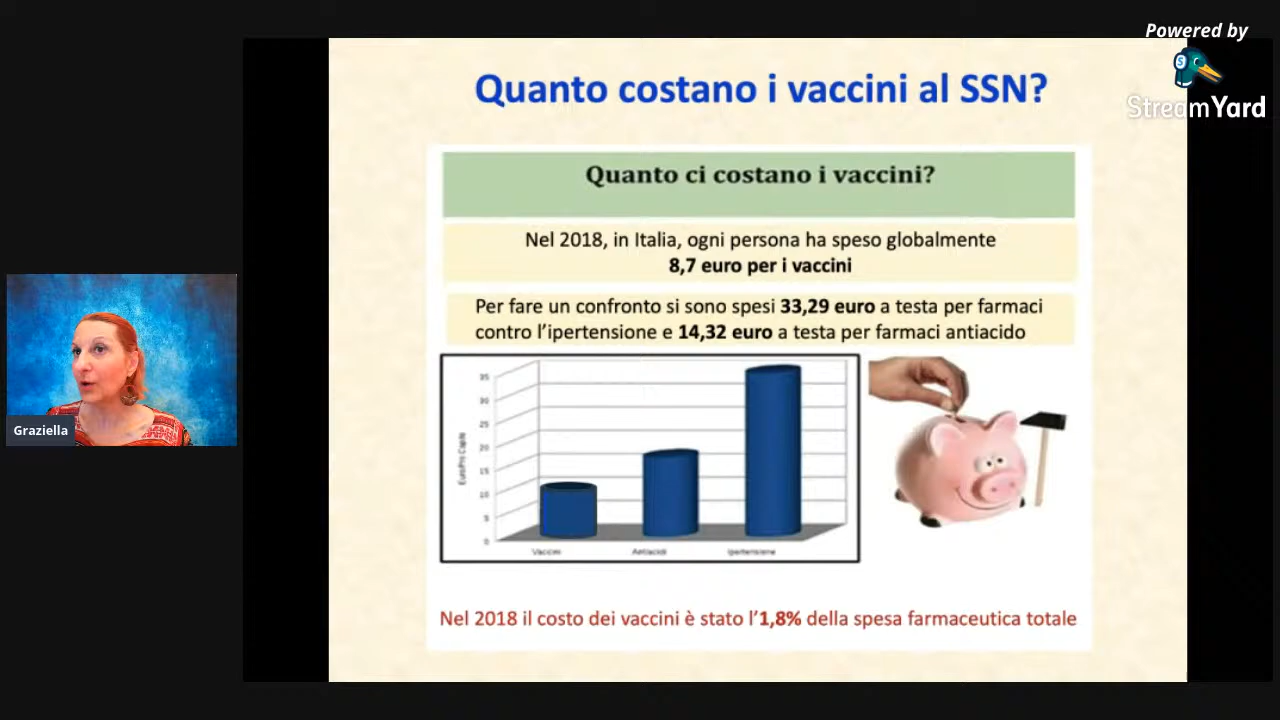 Powered by
StreamYard
Quanto costano i vaccini al SSN?
Quanto ci costano i vaccini?
Nel 2018, in Italia, ogni persona ha speso globalmente
8,7 euro per i vaccini
Per fare un confronto si sono spesi 33,29 euro a testa per farmaci
contro l'ipertensione e 14,32 euro a testa per farmaci antiacido
35
30
25
20
15
10
5
0
Vaccini
Antiacidi
Ipertensione
Graziella
Nel 2018 il costo dei vaccini è stato l'1,8% della spesa farmaceutica totale